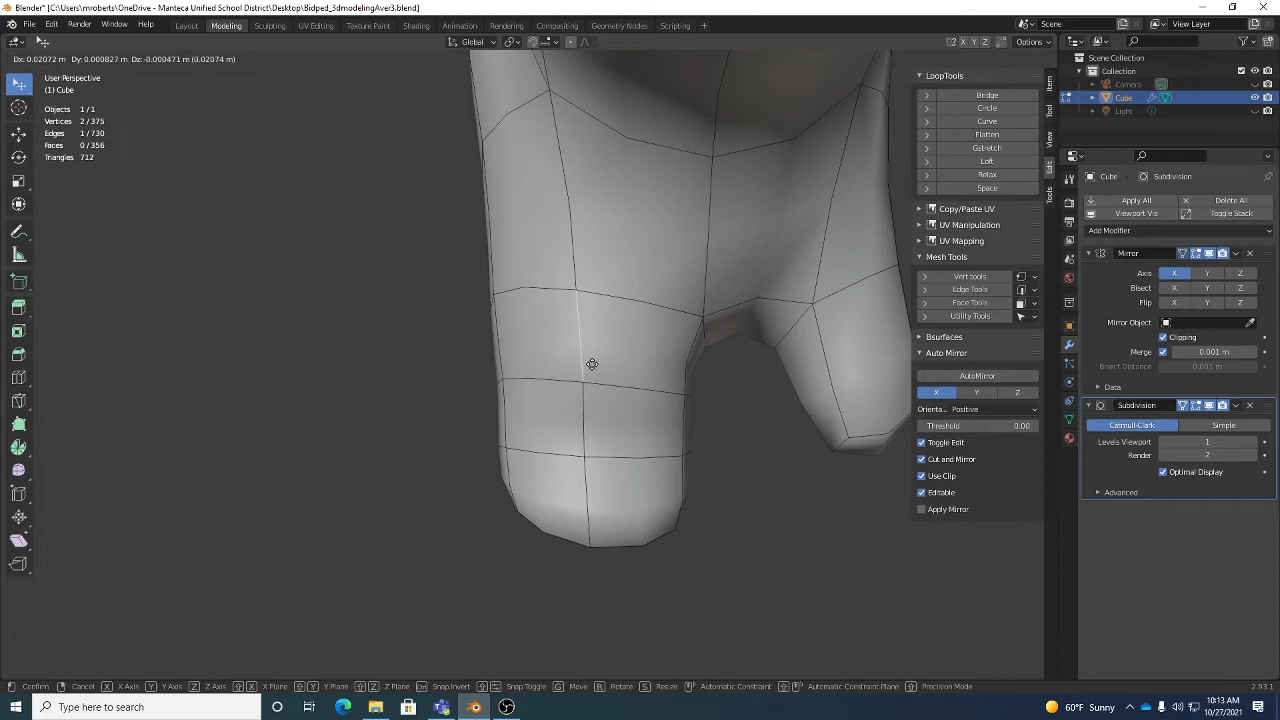 Blender* [C:\Users\mroberts\OneDrive - Manteca Unified School District\Desktop\Bidped_3dmodelingAver3.blend]
File Edit Render Window Help Layout Modeling Sculpting UV Editing Texture Paint Shading Animation Rendering Compositing Geometry Nodes Scripting + Scene View Layer
Global X Y Z Options
Dx: 0.02072 m Dy: 0.000827 m Dz: -0.000471 m (0.02074 m)
User Perspective
(1) Cube
Objects 1/1
Vertices 2/375
Edges 1/730
Faces 0/356
Triangles 712
LoopTools
Bridge
Circle
Curve
Flatten
Gstretch
Loft
Relax
Space
Copy/Paste UV
UV Manipulation
UV Mapping
Mesh Tools
Vert tools
Edge Tools
Face Tools
Utility Tools
Bsurfaces
Auto Mirror
AutoMirror
X Y Z
Orienta.. Positive
Threshold 0.00
Toggle Edit
Cut and Mirror
Use Clip
Editable
Apply Mirror
Item
Tool
View
Edit
Tools
Scene Collection
Collection
Camera
Cube
Light
Cube Subdivision
Apply All Delete All
Viewport Vis Toggle Stack
Add Modifier
Mirror
Axis X Y Z
Bisect X Y Z
Flip X Y Z
Mirror Object
Clipping
Merge 0.001 m
Bisect Distance 0.001 m
Data
Subdivision
Catmull-Clark Simple
Levels Viewport 1
Render 2
Optimal Display
Advanced
Confirm Cancel X X Axis Y Y Axis Z Z Axis X X Plane Y Y Plane Z Z Plane Ctrl Snap Invert Snap Toggle G Move R Rotate S Resize Automatic Constraint Automatic Constraint Plane Precision Mode 2.93.1
Type here to search 60°F Sunny 10:13 AM
10/27/2021